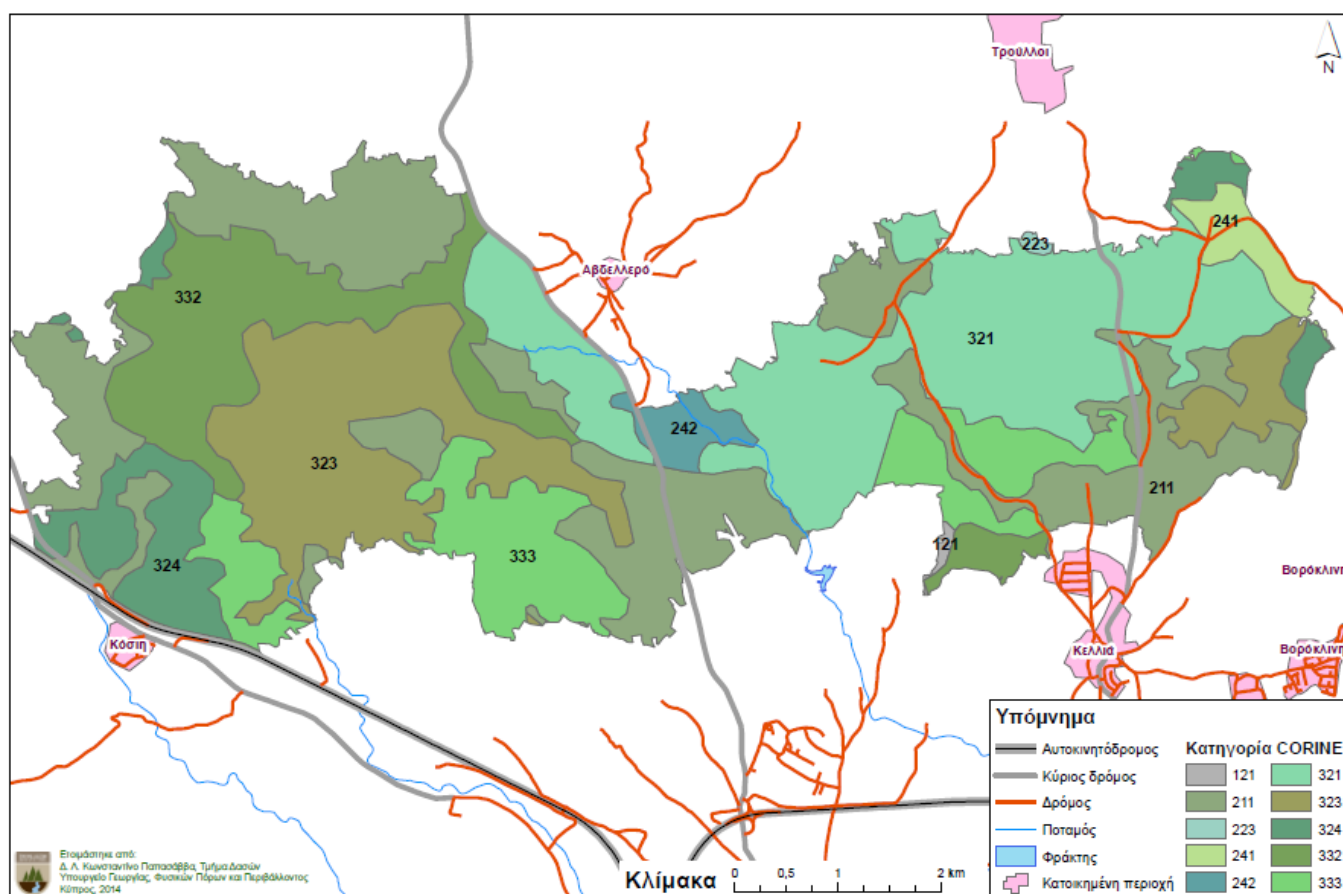 Τρούλλοι
N
241
223
Αβδελλερό
332
321
242
323
211
333
121
324
Βορόκλινη
Κόσιη
Κελλιά
Βορόκλινη
Υπόμνημα
Αυτοκινητόδρομος
Κύριος δρόμος
Δρόμος
Ποταμός
Φράκτης
Κατοικημένη περιοχή
Κατηγορία CORINE
121 321
211 323
223 324
241 332
242 333
Ετοιμάστηκε από:
Δ. Λ. Κωνσταντίνο Παπασάββα, Τμήμα Δασών
Υπουργείο Γεωργίας, Φυσικών Πόρων και Περιβάλλοντος
Κύπρος, 2014
Κλίμακα 0 0,5 1 2 km